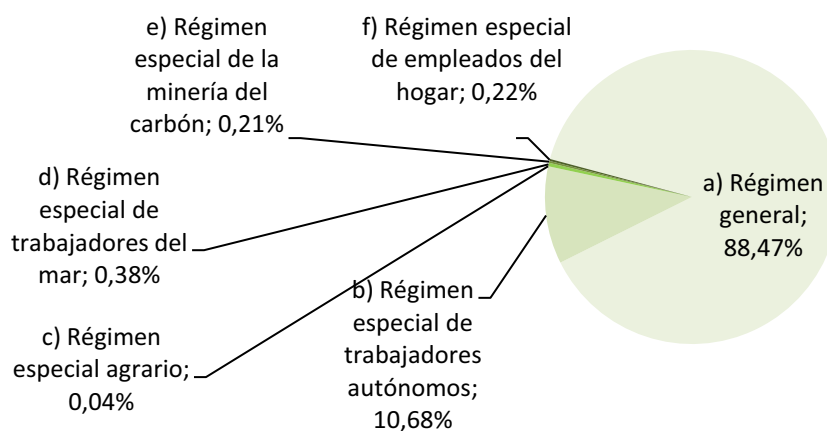 e) Régimen
especial de la
minería del
carbón; 0,21%
f) Régimen especial
de empleados del
hogar; 0,22%
a) Régimen
general;
88,47%
d) Régimen
especial de
trabajadores del
mar; 0,38%
b) Régimen
especial de
trabajadores
autónomos;
10,68%
c) Régimen
especial agrario;
0,04%